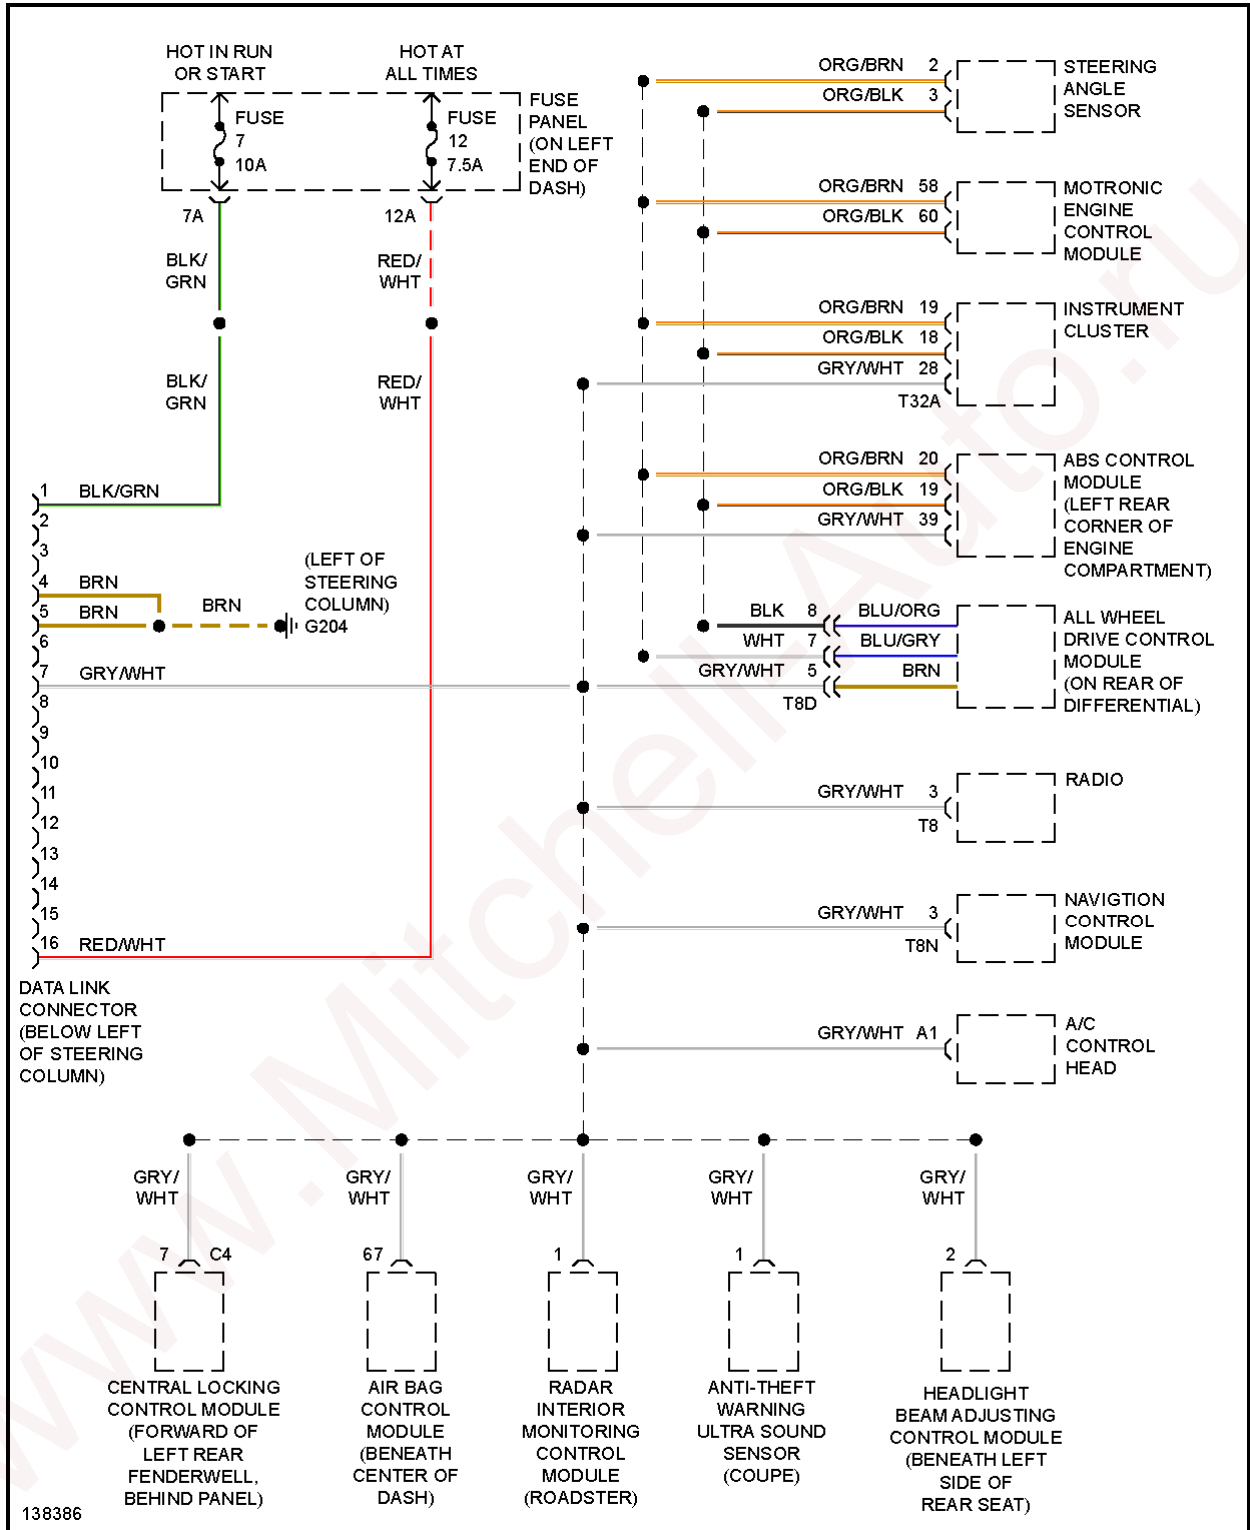 HOT IN RUN
OR START
HOT AT
ALL TIMES
FUSE
7
10A
FUSE
12
7.5A
FUSE
PANEL
(ON LEFT
END OF
DASH)
7A
12A
BLK/
GRN
RED/
WHT
BLK/
GRN
RED/
WHT
1 BLK/GRN
2
3
4 BRN
5 BRN
6
7 GRY/WHT
8
9
10
11
12
13
14
15
16 RED/WHT
BRN
(LEFT OF
STEERING
COLUMN)
G204
DATA LINK
CONNECTOR
(BELOW LEFT
OF STEERING
COLUMN)
ORG/BRN 2
ORG/BLK 3
STEERING
ANGLE
SENSOR
ORG/BRN 58
ORG/BLK 60
MOTRONIC
ENGINE
CONTROL
MODULE
ORG/BRN 19
ORG/BLK 18
GRY/WHT 28
T32A
INSTRUMENT
CLUSTER
ORG/BRN 20
ORG/BLK 19
GRY/WHT 39
ABS CONTROL
MODULE
(LEFT REAR
CORNER OF
ENGINE
COMPARTMENT)
BLK 8 BLU/ORG
WHT 7 BLU/GRY
GRY/WHT 5 BRN
T8D
ALL WHEEL
DRIVE CONTROL
MODULE
(ON REAR OF
DIFFERENTIAL)
GRY/WHT 3
T8
RADIO
GRY/WHT 3
T8N
NAVIGTION
CONTROL
MODULE
GRY/WHT A1
A/C
CONTROL
HEAD
GRY/
WHT
7 C4
CENTRAL LOCKING
CONTROL MODULE
(FORWARD OF
LEFT REAR
FENDERWELL,
BEHIND PANEL)
GRY/
WHT
67
AIR BAG
CONTROL
MODULE
(BENEATH
CENTER OF
DASH)
GRY/
WHT
1
RADAR
INTERIOR
MONITORING
CONTROL
MODULE
(ROADSTER)
GRY/
WHT
1
ANTI-THEFT
WARNING
ULTRA SOUND
SENSOR
(COUPE)
GRY/
WHT
2
HEADLIGHT
BEAM ADJUSTING
CONTROL MODULE
(BENEATH LEFT
SIDE OF
REAR SEAT)
138386
www.Mitchell-Auto.ru